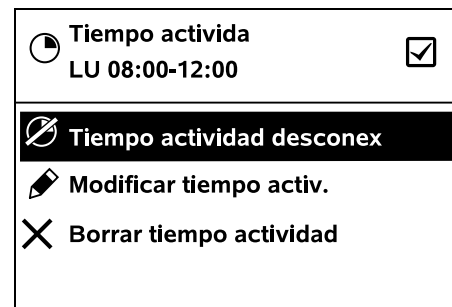 Tiempo activida
LU 08:00-12:00
Tiempo actividad desconex
Modificar tiempo activ.
Borrar tiempo actividad